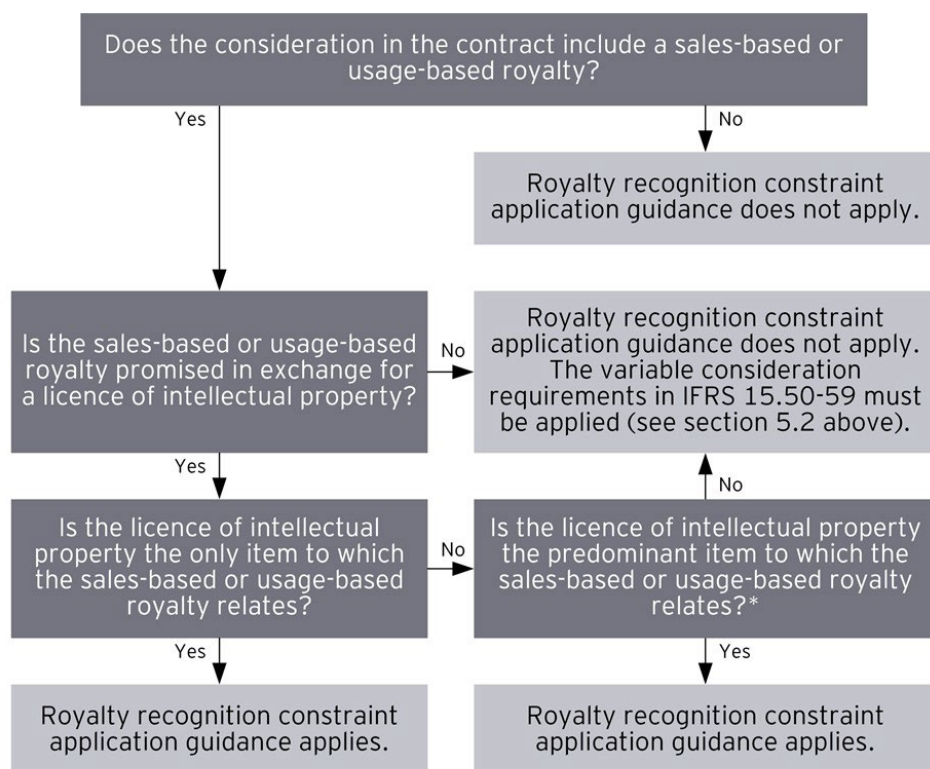 Does the consideration in the contract include a sales-based or
usage-based royalty?
Yes
No
Royalty recognition constraint
application guidance does not apply.
Is the sales-based or usage-based
royalty promised in exchange for
a licence of intellectual property?
No
Royalty recognition constraint
application guidance does not apply.
The variable consideration
requirements in IFRS 15.50-59 must
be applied (see section 5.2 above).
Yes
No
Is the licence of intellectual
property the only item to which
the sales-based or usage-based
royalty relates?
No
Is the licence of intellectual property
the predominant item to which the
sales-based or usage-based royalty
relates?*
Yes
Yes
Royalty recognition constraint
application guidance applies.
Royalty recognition constraint
application guidance applies.